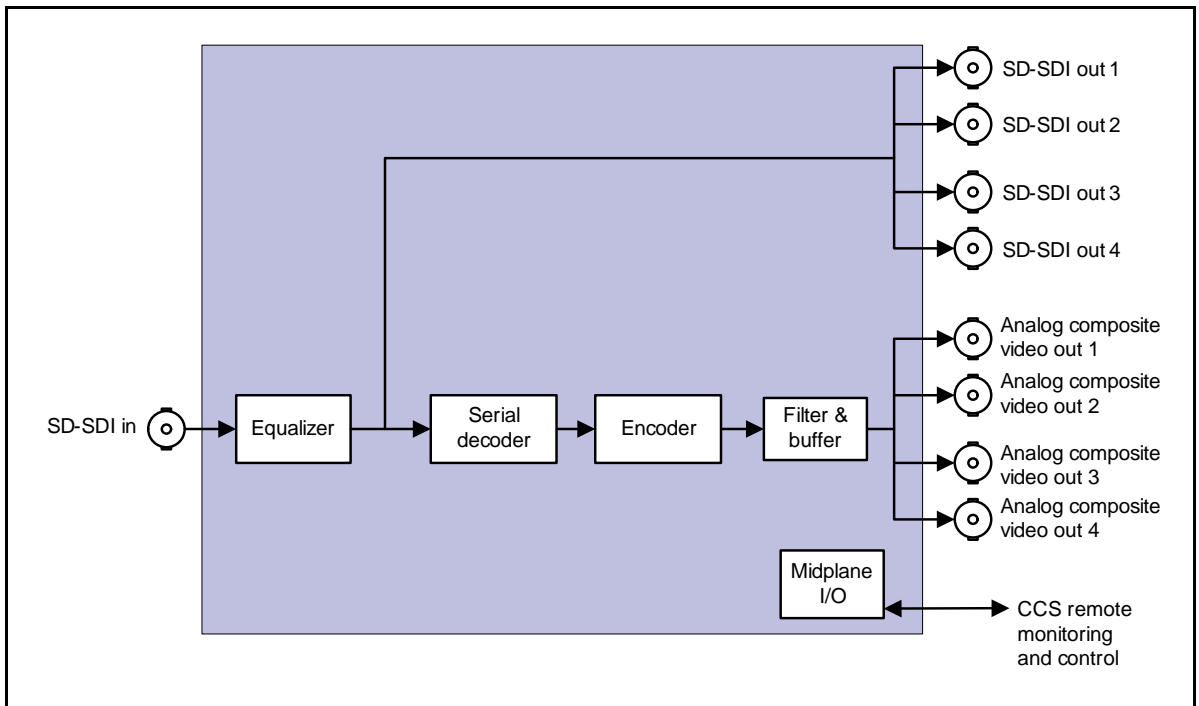 SD-SDI out 1
SD-SDI out 2
SD-SDI out 3
SD-SDI out 4
Analog composite
video out 1
Analog composite
video out 2
Analog composite
video out 3
Analog composite
video out 4
SD-SDI in
Equalizer
Serial
decoder
Encoder
Filter &
buffer
Midplane
I/O
CCS remote
monitoring
and control